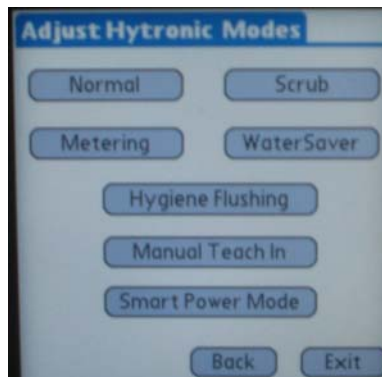 Adjust Hytronic Modes
Normal Scrub
Metering WaterSaver
Hygiene Flushing
Manual Teach In
Smart Power Mode
Back Exit